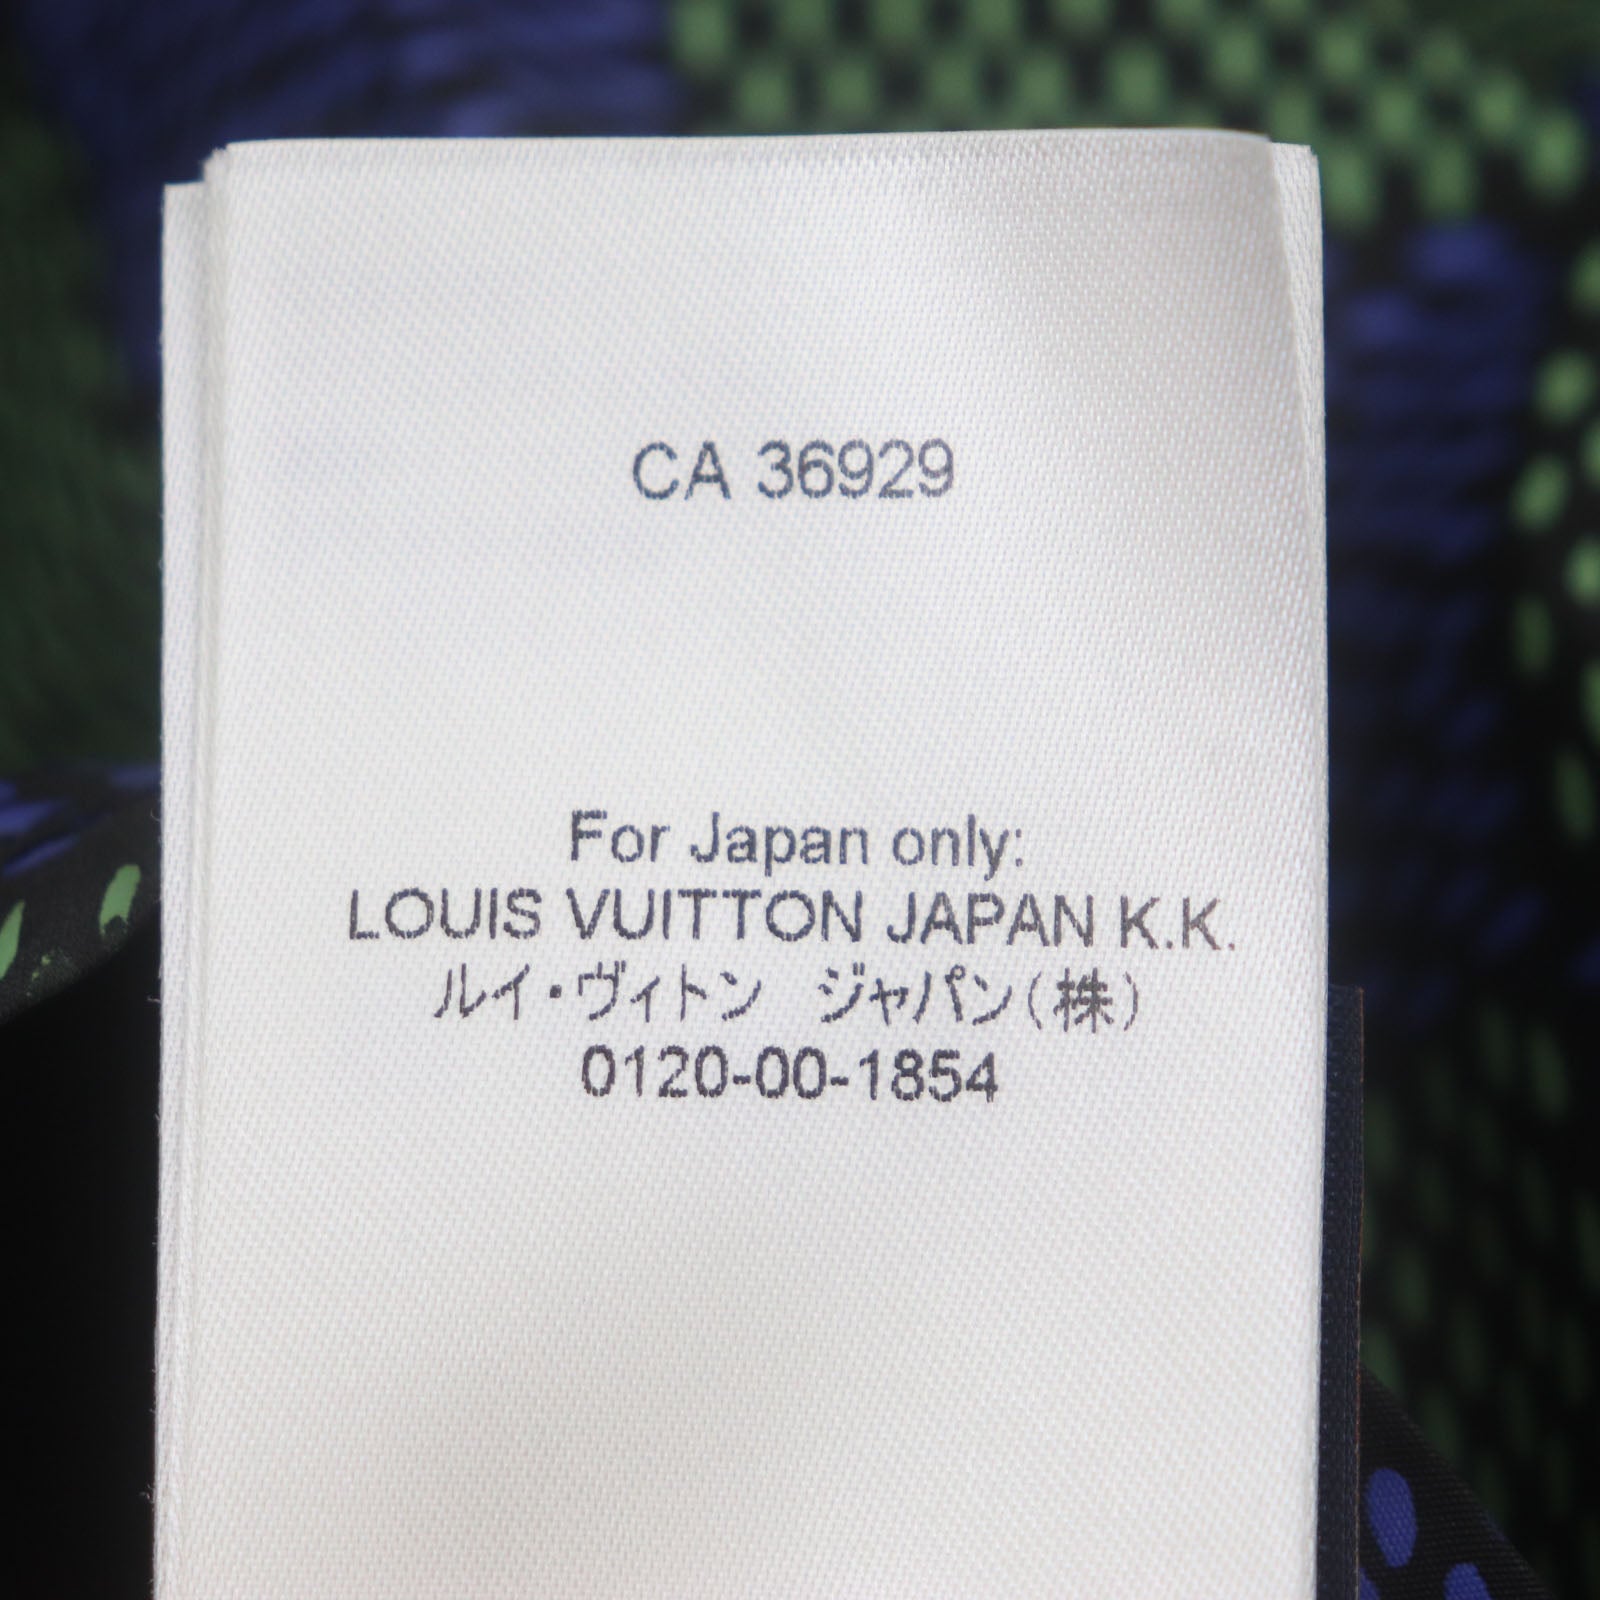 CA 36929
For Japan only:
LOUIS VUITTON JAPAN K.K.
ルイ・ヴィトン　ジャパン(株)
0120-00-1854